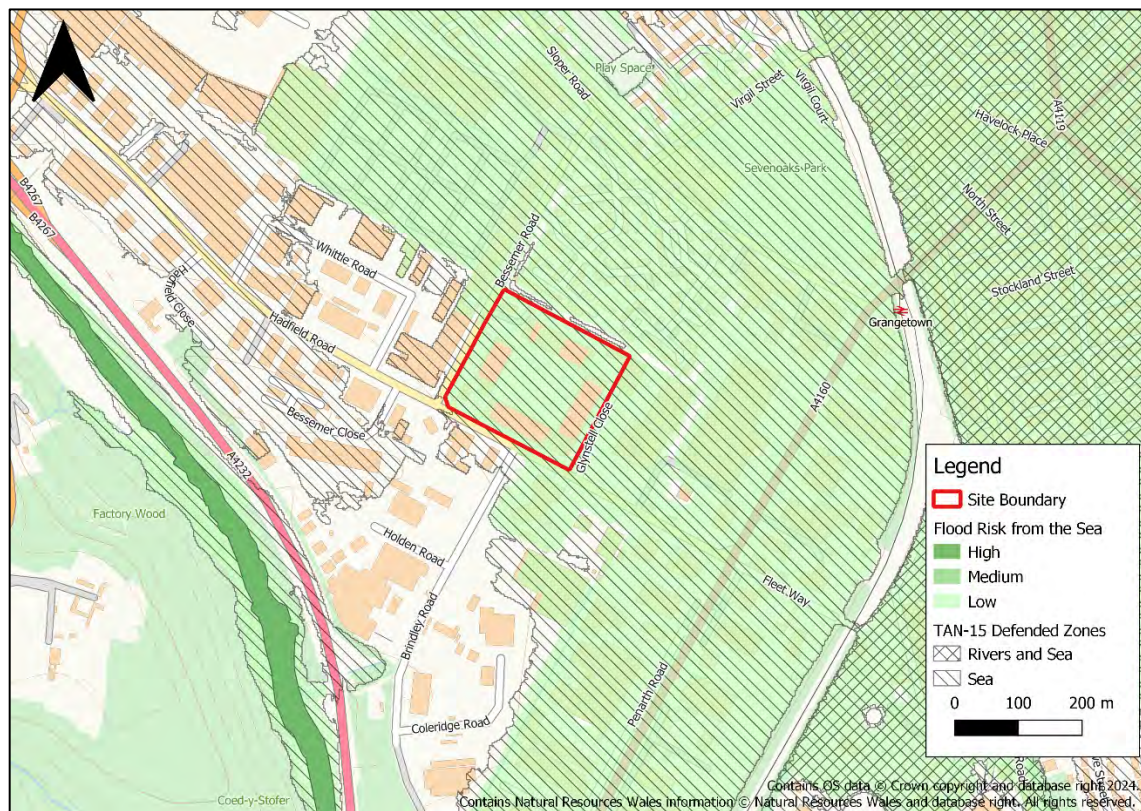 Sloper Road
Play Space
Virgil Street
Virgil Court
A4119
Havelock Place
Sevenoaks Park
North Street
Stockland Street
B4267
B4267
Bessemer Road
Whittle Road
Hadfield Close
Hadfield Road
Grangetown
A4160
Bessemer Close
Glynstell Close
A4232
Factory Wood
Holden Road
Fleet Way
Brindley Road
Penarth Road
Coleridge Road
Coed-y-Stofer
Legend
Site Boundary
Flood Risk from the Sea
High
Medium
Low
TAN-15 Defended Zones
Rivers and Sea
Sea
0 100 200 m
Road
Contains OS data © Crown copyright and database right 2024
Contains Natural Resources Wales information © Natural Resources Wales and database right. All rights reserved